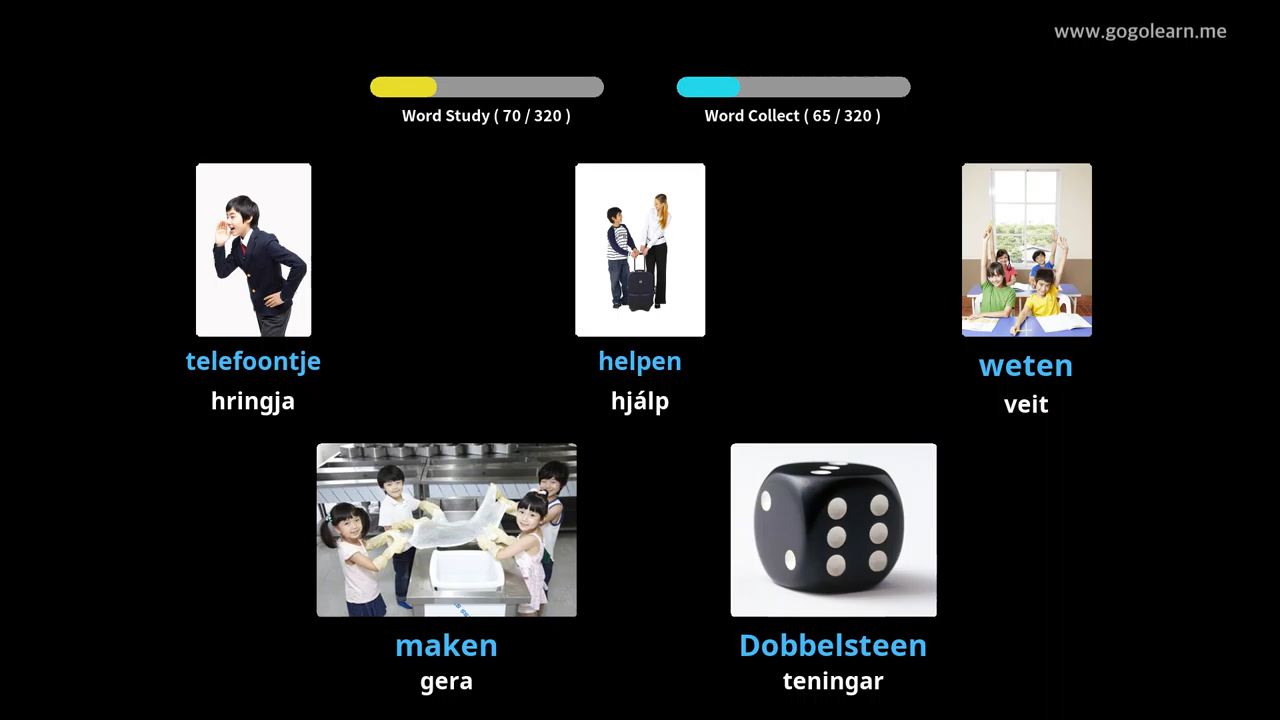 www.gogolearn.me
Word Study ( 70 / 320 )
Word Collect ( 65 / 320 )
telefoontje
hringja
helpen
hjálp
weten
veit
maken
gera
Dobbelsteen
teningar